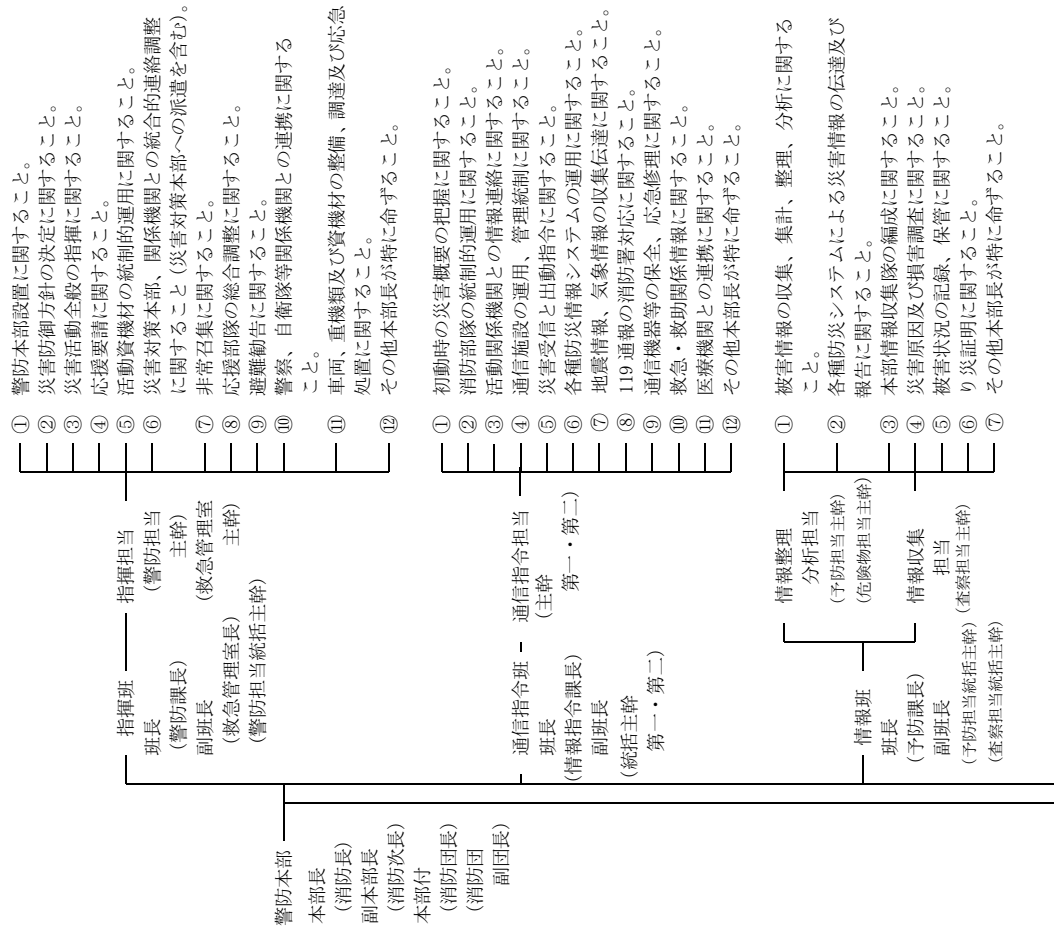 警防本部
本部長
（消防長）
副本部長
（消防次長）
本部付
（消防団長）
（消防団
副団長）
指揮班
班長
（警防課長）
副班長
（救急管理室長）
（警防担当統括主幹）
指揮担当
（警防担当
主幹）
（救急管理室
主幹）
① 警防本部設置に関すること。
② 災害防御方針の決定に関すること。
③ 災害活動全般の指揮に関すること。
④ 応援要請に関すること。
⑤ 活動資機材の統制的運用に関すること。
⑥ 災害対策本部、関係機関との統合的連絡調整
に関すること（災害対策本部への派遣を含む）。
⑦ 非常召集に関すること。
⑧ 応援部隊の総合調整に関すること。
⑨ 避難勧告に関すること。
⑩ 警察、自衛隊等関係機関との連携に関する
こと。
⑪ 車両、重機類及び資機材の整備、調達及び応急
処置に関すること。
⑫ その他本部長が特に命ずること。
通信指令班
班長
（情報指令課長）
副班長
（統括主幹
第一・第二）
通信指令担当
（主幹
第一・第二）
① 初動時の災害概要の把握に関すること。
② 消防部隊の統制的運用に関すること。
③ 活動関係機関との情報連絡に関すること。
④ 通信施設の運用、管理統制に関すること。
⑤ 災害受信と出動指令に関すること。
⑥ 各種防災情報システムの運用に関すること。
⑦ 地震情報、気象情報の収集伝達に関すること。
⑧ 119 通報の消防署対応に関すること。
⑨ 通信機器等の保全、応急修理に関すること。
⑩ 救急・救助関係情報に関すること。
⑪ 医療機関との連携に関すること。
⑫ その他本部長が特に命ずること。
情報班
班長
（予防課長）
副班長
（予防担当統括主幹）
（査察担当統括主幹）
情報整理
分析担当
（予防担当主幹）
（危険物担当主幹）
情報収集
担当
（査察担当主幹）
① 被害情報の収集、集計、整理、分析に関する
こと。
② 各種防災システムによる災害情報の伝達及び
報告に関すること。
③ 本部情報収集隊の編成に関すること。
④ 災害原因及び損害調査に関すること。
⑤ 被害状況の記録、保管に関すること。
⑥ り災証明に関すること。
⑦ その他本部長が特に命ずること。